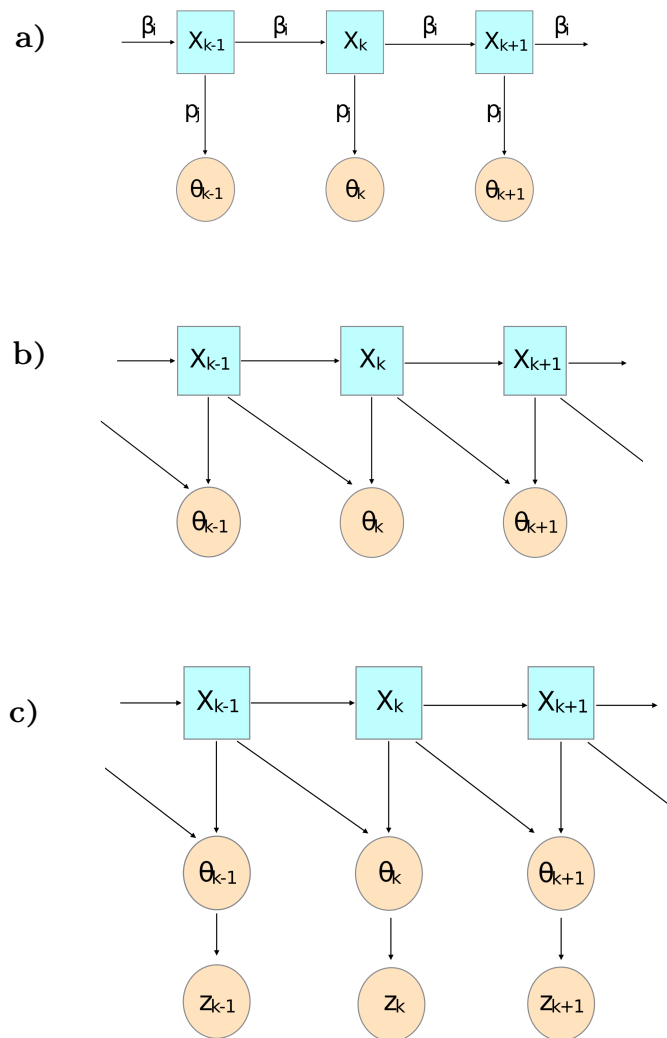 a)
βᵢ Xₖ₋₁ βᵢ Xₖ βᵢ Xₖ₊₁ βᵢ
pⱼ pⱼ pⱼ
θₖ₋₁ θₖ θₖ₊₁
b)
Xₖ₋₁ Xₖ Xₖ₊₁
θₖ₋₁ θₖ θₖ₊₁
c)
Xₖ₋₁ Xₖ Xₖ₊₁
θₖ₋₁ θₖ θₖ₊₁
zₖ₋₁ zₖ zₖ₊₁